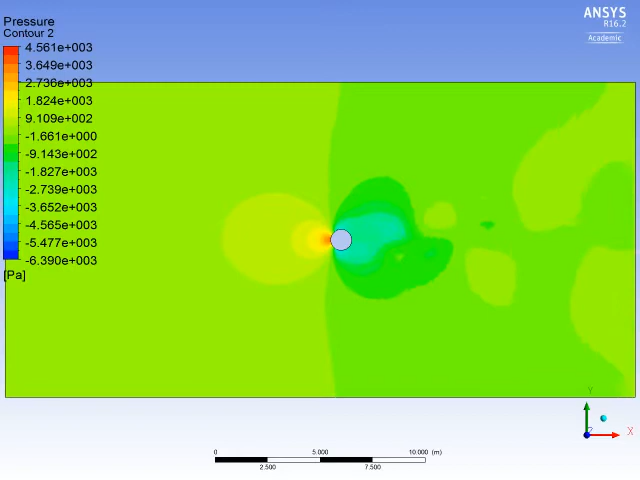 Pressure
Contour 2
4.561e+003
3.649e+003
2.736e+003
1.824e+003
9.109e+002
-1.661e+000
-9.143e+002
-1.827e+003
-2.739e+003
-3.652e+003
-4.565e+003
-5.477e+003
-6.390e+003
[Pa]
ANSYS
R16.2
Academic
Y
Z
X
0 5.000 10.000 (m)
2.500 7.500